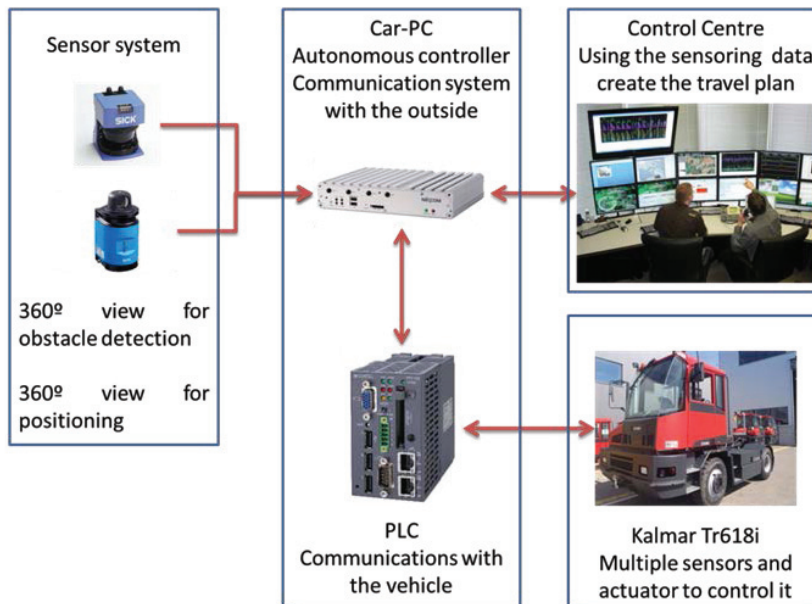 Sensor system
SICK
360º view for
obstacle detection
360º view for
positioning
Car-PC
Autonomous controller
Communication system
with the outside
PLC
Communications with
the vehicle
Control Centre
Using the sensoring data
create the travel plan
Kalmar Tr618i
Multiple sensors and
actuator to control it